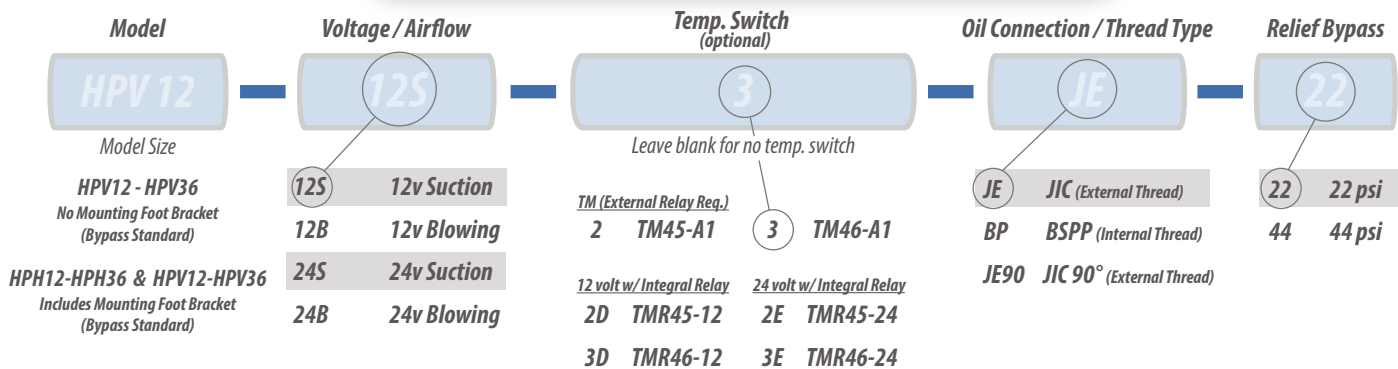 Model
HPV 12
Model Size
HPV12 - HPV36
No Mounting Foot Bracket
(Bypass Standard)
HPH12-HPH36 & HPV12-HPV36
Includes Mounting Foot Bracket
(Bypass Standard)
Voltage / Airflow
12S
12S 12v Suction
12B 12v Blowing
24S 24v Suction
24B 24v Blowing
Temp. Switch
(optional)
3
Leave blank for no temp. switch
TM (External Relay Req.)
2 TM45-A1 3 TM46-A1
12 volt w/ Integral Relay 24 volt w/ Integral Relay
2D TMR45-12 2E TMR45-24
3D TMR46-12 3E TMR46-24
Oil Connection / Thread Type
JE
JE JIC (External Thread)
BP BSPP (Internal Thread)
JE90 JIC 90° (External Thread)
Relief Bypass
22
22 22 psi
44 44 psi